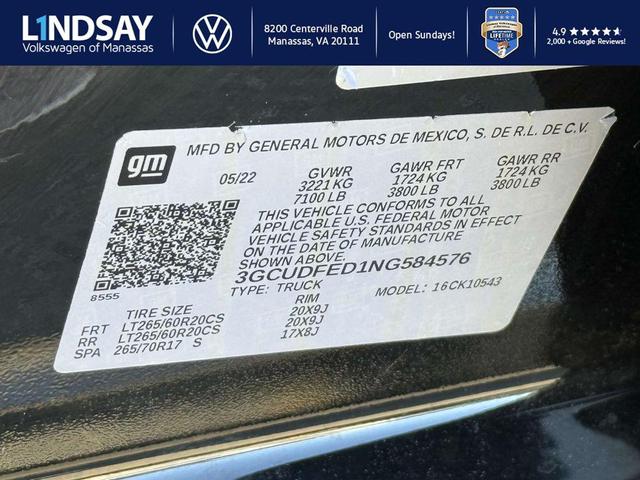 L1NDSAY
Volkswagen of Manassas
8200 Centerville Road
Manassas, VA 20111
Open Sundays!
LIFETIME
4.9 ★★★★★
2,000 + Google Reviews!
gm
MFD BY GENERAL MOTORS DE MEXICO, S. DE R.L. DE C.V.
05/22
GVWR
3221 KG
7100 LB
GAWR FRT
1724 KG
3800 LB
GAWR RR
1724 KG
3800 LB
THIS VEHICLE CONFORMS TO ALL
APPLICABLE U.S. FEDERAL MOTOR
VEHICLE SAFETY STANDARDS IN EFFECT
ON THE DATE OF MANUFACTURE
SHOWN ABOVE.
3GCUDFED1NG584576
8555
TYPE: TRUCK
MODEL: 16CK10543
TIRE SIZE RIM
FRT LT265/60R20CS 20X9J
RR LT265/60R20CS 20X9J
SPA 265/70R17 S 17X8J